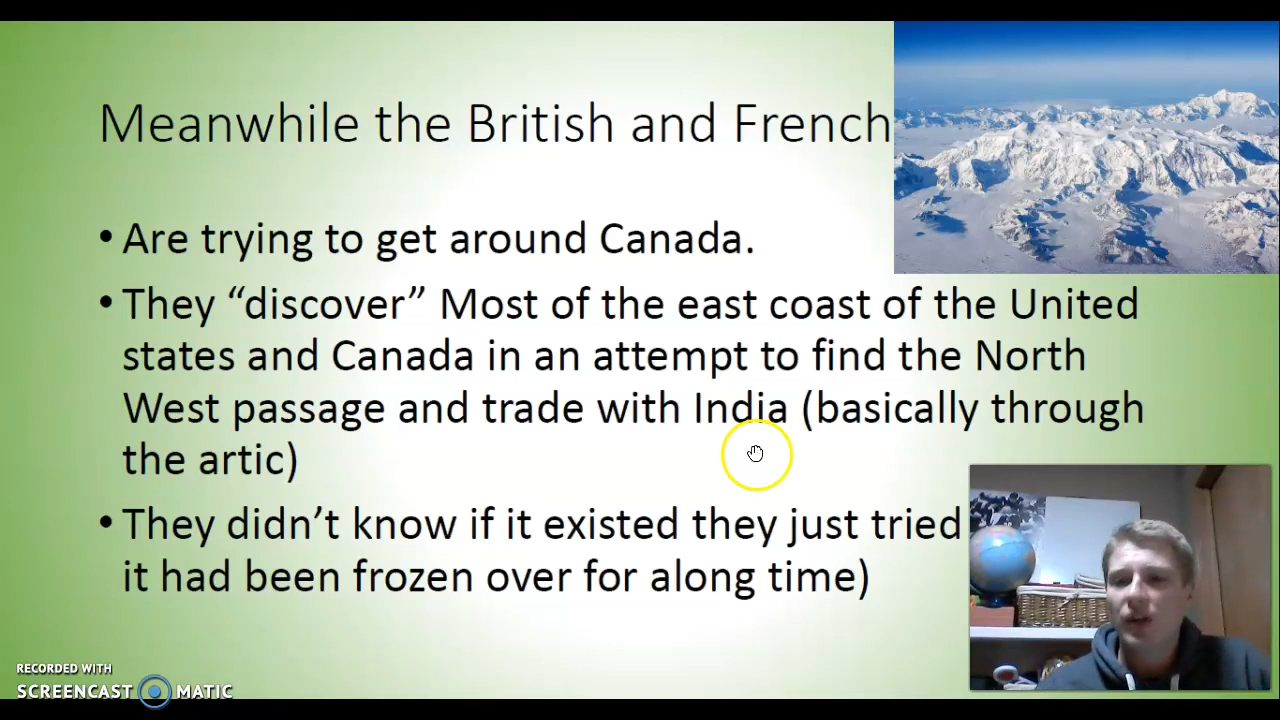 Meanwhile the British and French
• Are trying to get around Canada.
• They “discover” Most of the east coast of the United
states and Canada in an attempt to find the North
West passage and trade with India (basically through
the artic)
• They didn’t know if it existed they just tried
it had been frozen over for along time)
RECORDED WITH
SCREENCAST MATIC